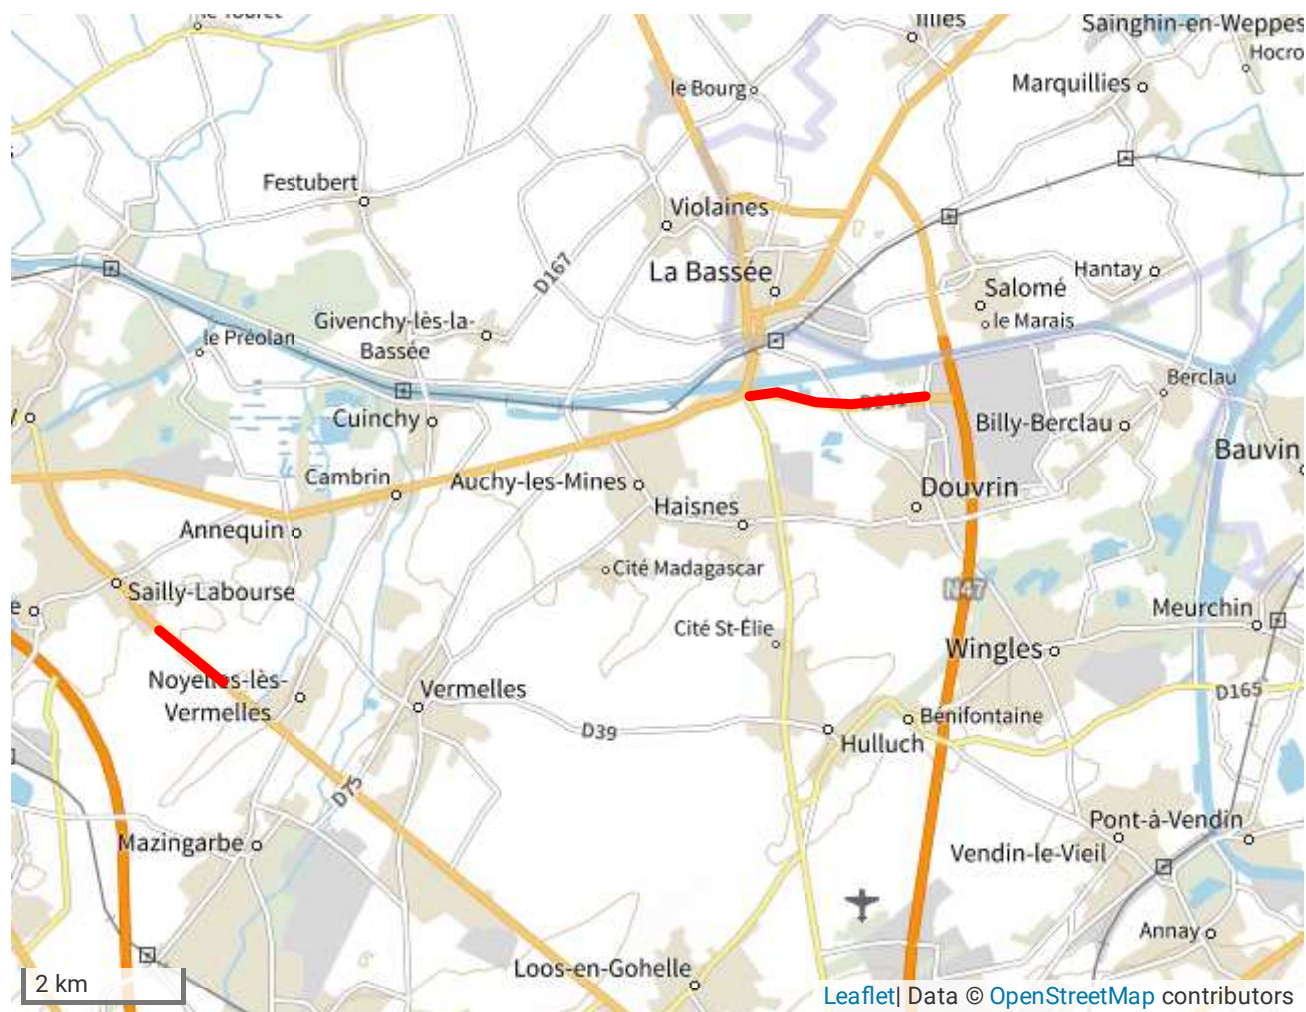 Illies
Sainghin-en-Weppes
Hocro
le Bourg
Marquillies
Festubert
Violaines
D167
La Bassée
Hantay
Salomé
le Marais
Givenchy-lès-la-
Bassée
le Préolan
Berclau
Cuinchy
Billy-Berclau
Bauvin
Cambrin
Auchy-les-Mines
Haisnes
Douvrin
Annequin
Cité Madagascar
N47
Sailly-Labourse
Meurchin
Cité St-Élie
Wingles
Noyelles-lès-
Vermelles
Vermelles
D165
D39
Benifontaine
Hulluch
D75
Mazingarbe
Pont-à-Vendin
Vendin-le-Vieil
Annay
Loos-en-Gohelle
2 km
Leaflet| Data © OpenStreetMap contributors